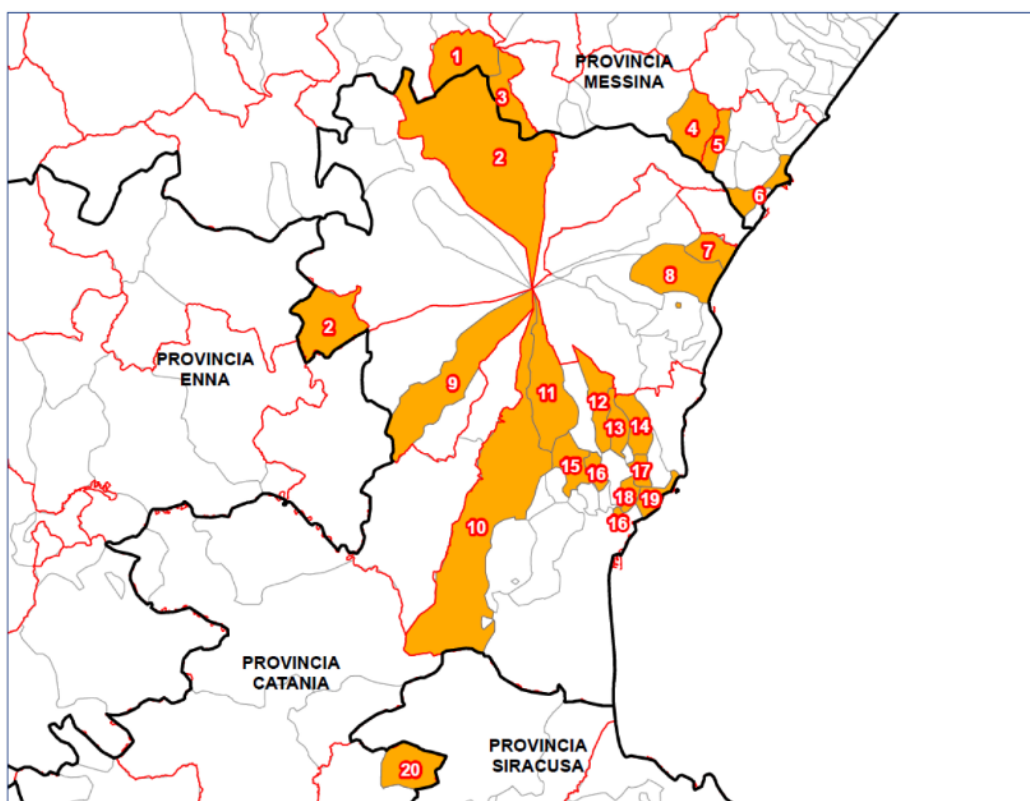 1
PROVINCIA
MESSINA
3
4
5
2
6
7
8
2
PROVINCIA
ENNA
9
11
12
13
14
15
16
17
18
19
10
16
PROVINCIA
CATANIA
PROVINCIA
SIRACUSA
20